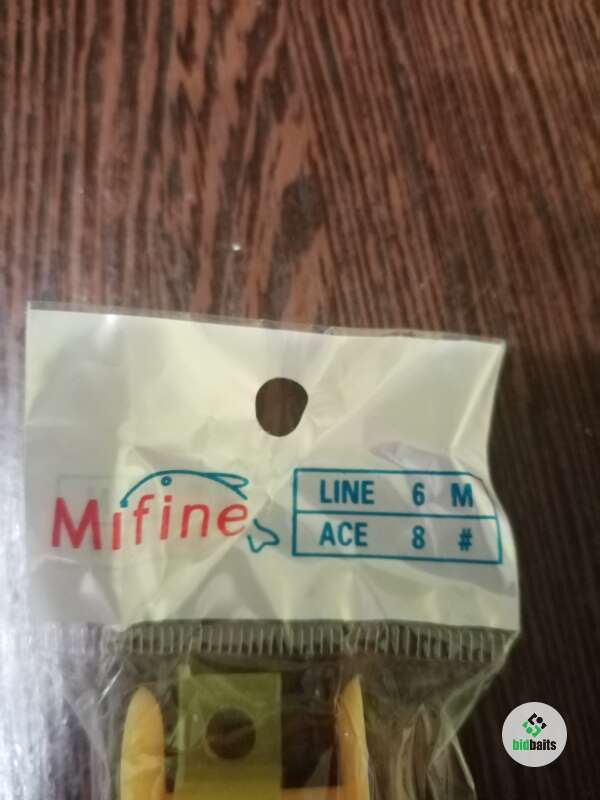 Mifine
LINE 6 M
ACE 8 #
bidbaits